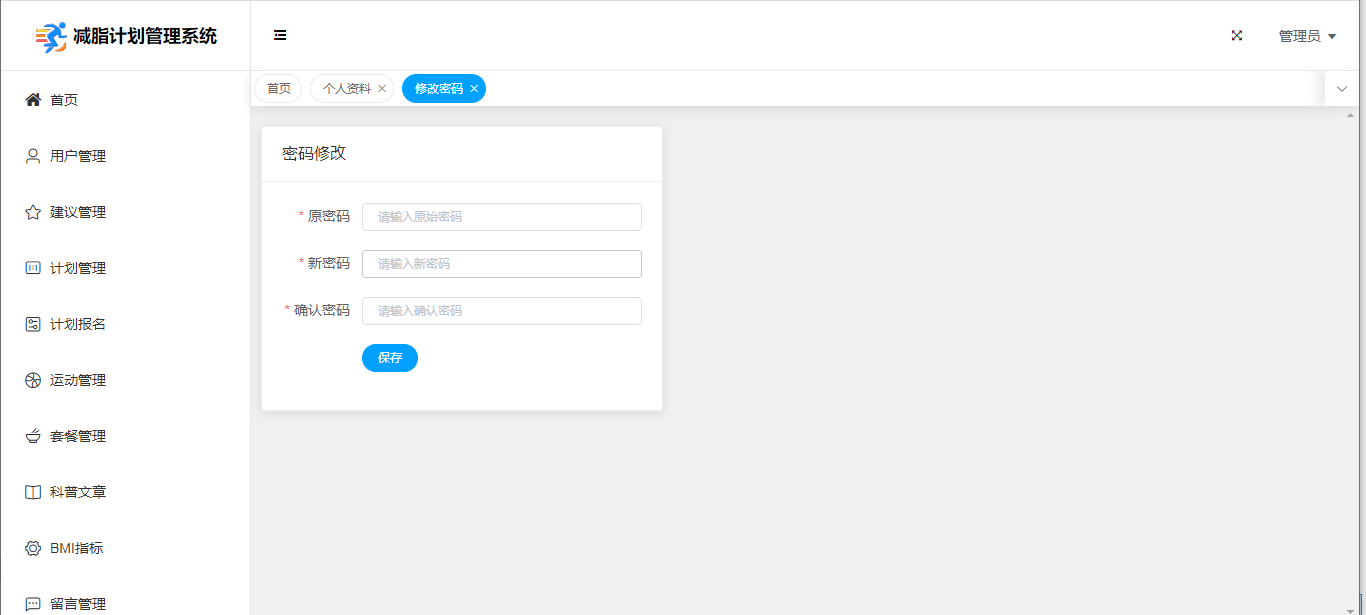 减脂计划管理系统
管理员
首页
用户管理
建议管理
计划管理
计划报名
运动管理
套餐管理
科普文章
BMI指标
留言管理
首页 个人资料 修改密码
密码修改
* 原密码 请输入原始密码
* 新密码 请输入新密码
* 确认密码 请输入确认密码
保存